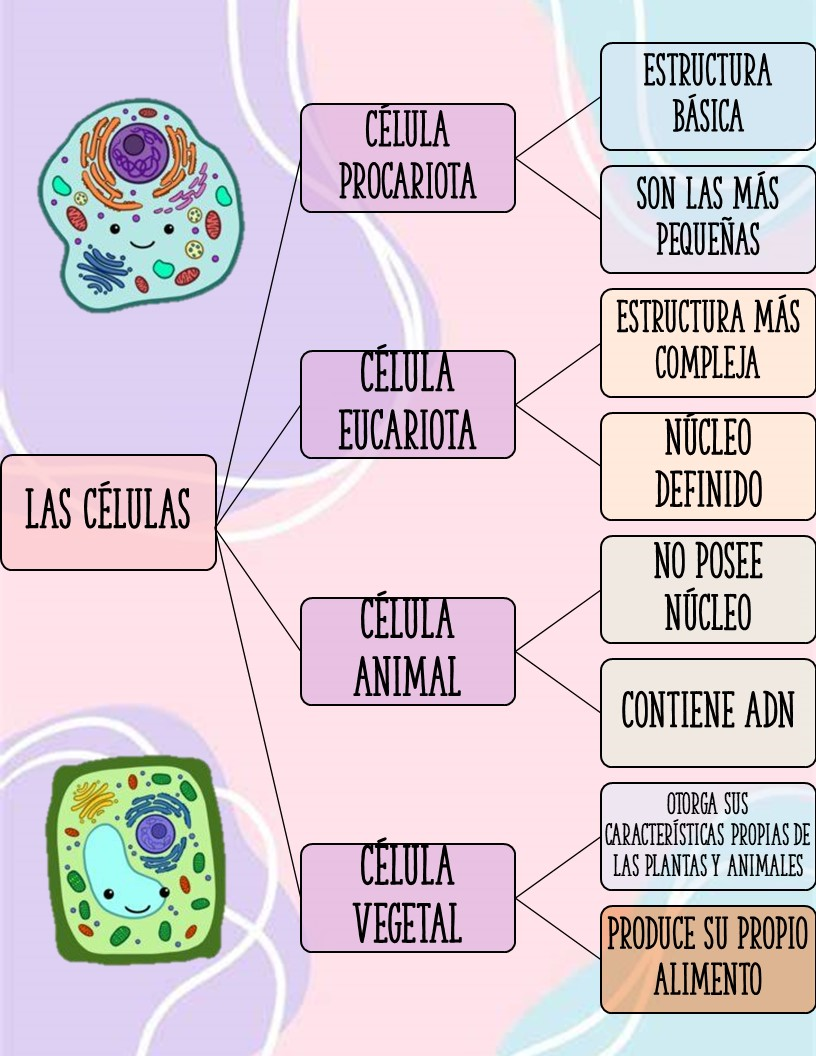 LAS CÉLULAS
CÉLULA
PROCARIOTA
ESTRUCTURA
BÁSICA
SON LAS MÁS
PEQUEÑAS
CÉLULA
EUCARIOTA
ESTRUCTURA MÁS
COMPLEJA
NÚCLEO
DEFINIDO
CÉLULA
ANIMAL
NO POSEE
NÚCLEO
CONTIENE ADN
CÉLULA
VEGETAL
OTORGA SUS
CARACTERÍSTICAS PROPIAS DE
LAS PLANTAS Y ANIMALES
PRODUCE SU PROPIO
ALIMENTO